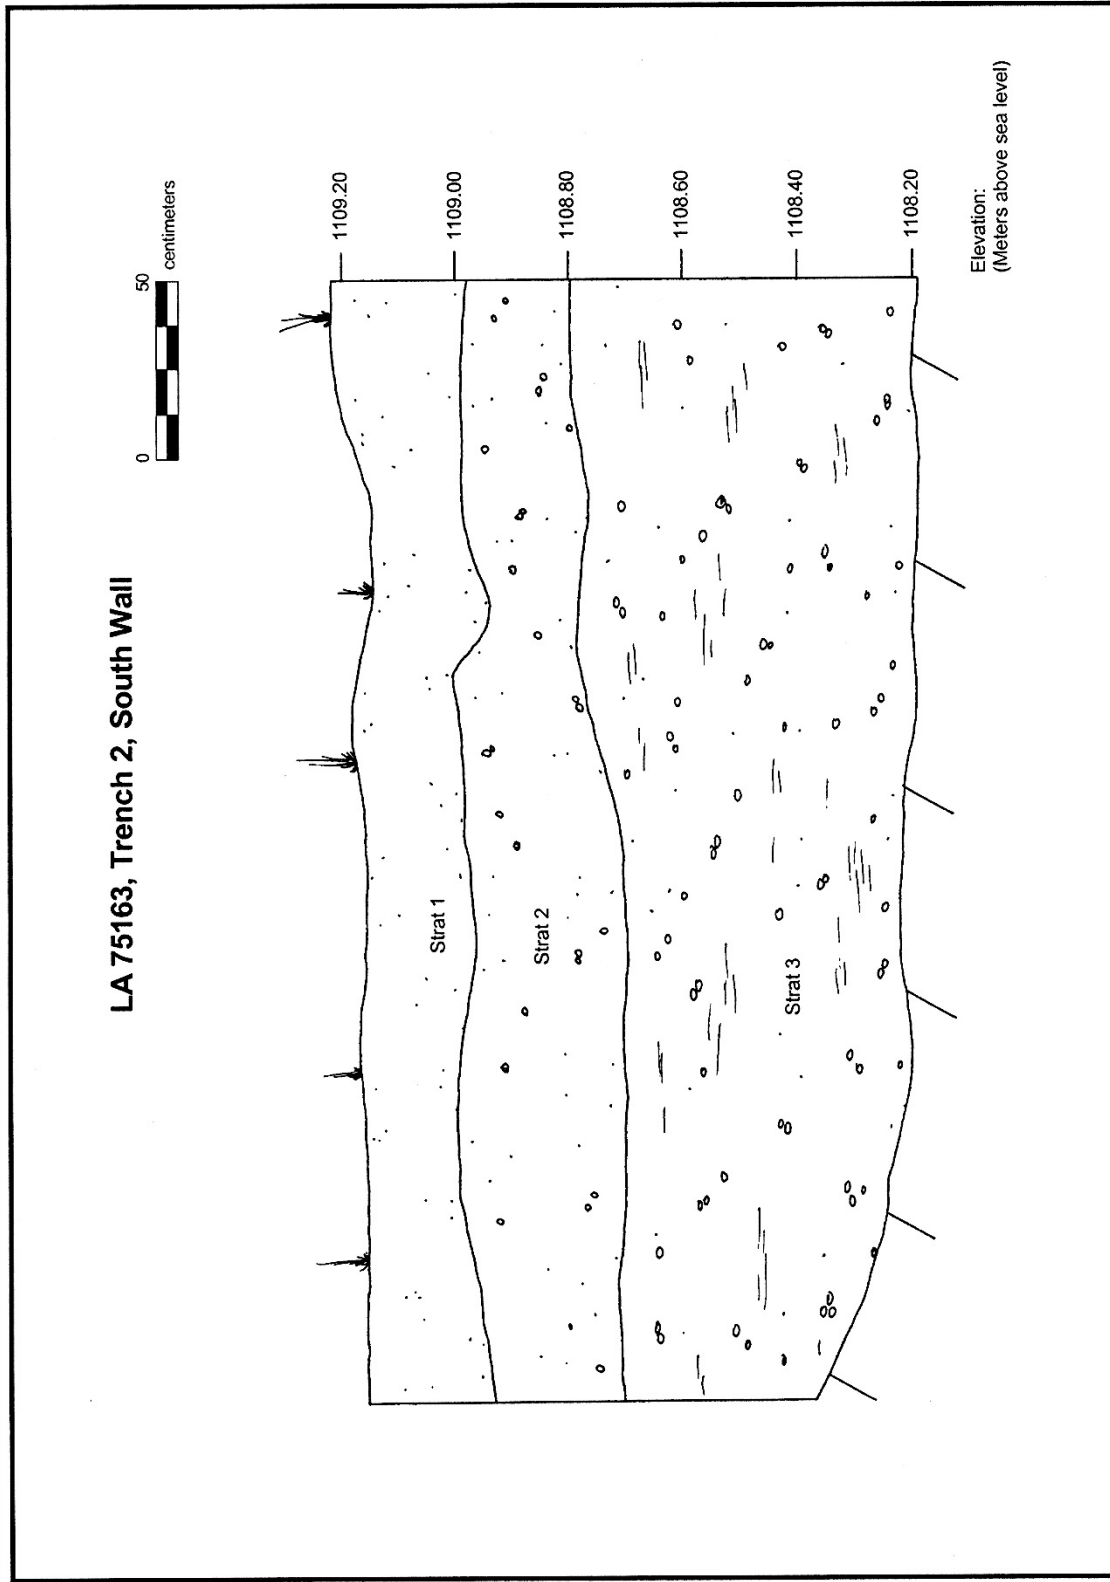 LA 75163, Trench 2, South Wall
0
50
centimeters
1109.20
1109.00
1108.80
1108.60
1108.40
1108.20
Strat 1
Strat 2
Strat 3
Elevation:
(Meters above sea level)